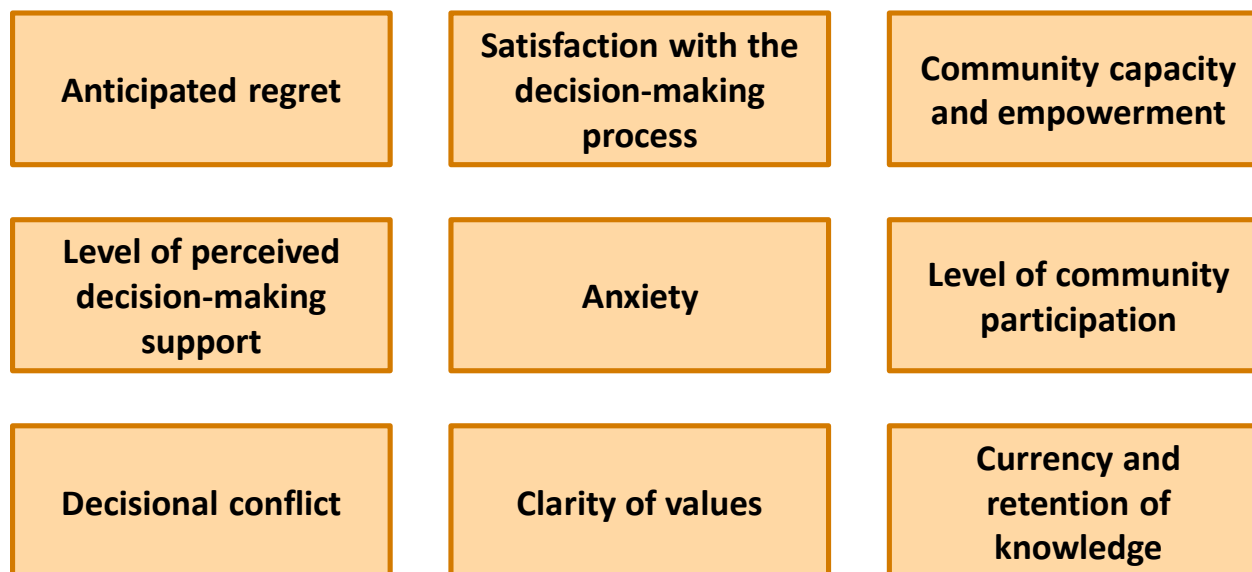 Anticipated regret
Satisfaction with the
decision-making
process
Community capacity
and empowerment
Level of perceived
decision-making
support
Anxiety
Level of community
participation
Decisional conflict
Clarity of values
Currency and
retention of
knowledge